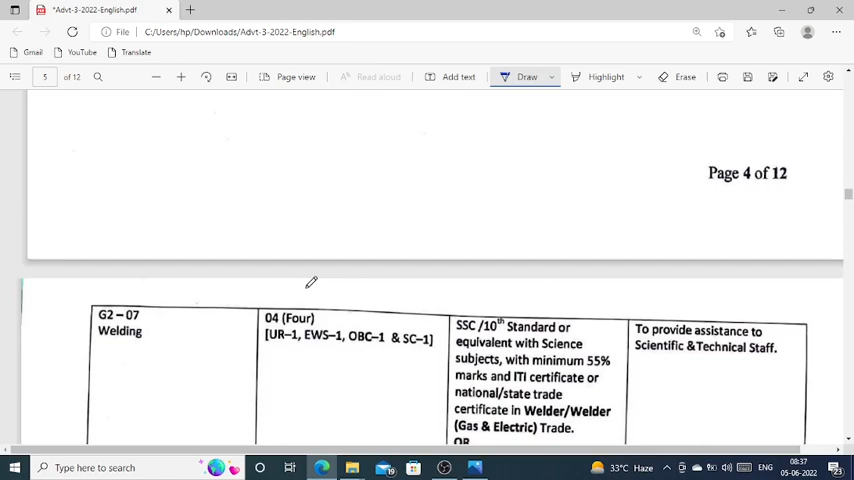 *Advt-3-2022-English.pdf
File C:/Users/hp/Downloads/Advt-3-2022-English.pdf
Gmail YouTube Translate
5 of 12 Page view Read aloud Add text Draw Highlight Erase
Page 4 of 12
G2 – 07
Welding
04 (Four)
[UR–1, EWS–1, OBC–1 & SC–1]
SSC /10th Standard or
equivalent with Science
subjects, with minimum 55%
marks and ITI certificate or
national/state trade
certificate in Welder/Welder
(Gas & Electric) Trade.
OR
To provide assistance to
Scientific & Technical Staff.
Type here to search
19
33°C Haze
ENG
08:37
05-06-2022
23